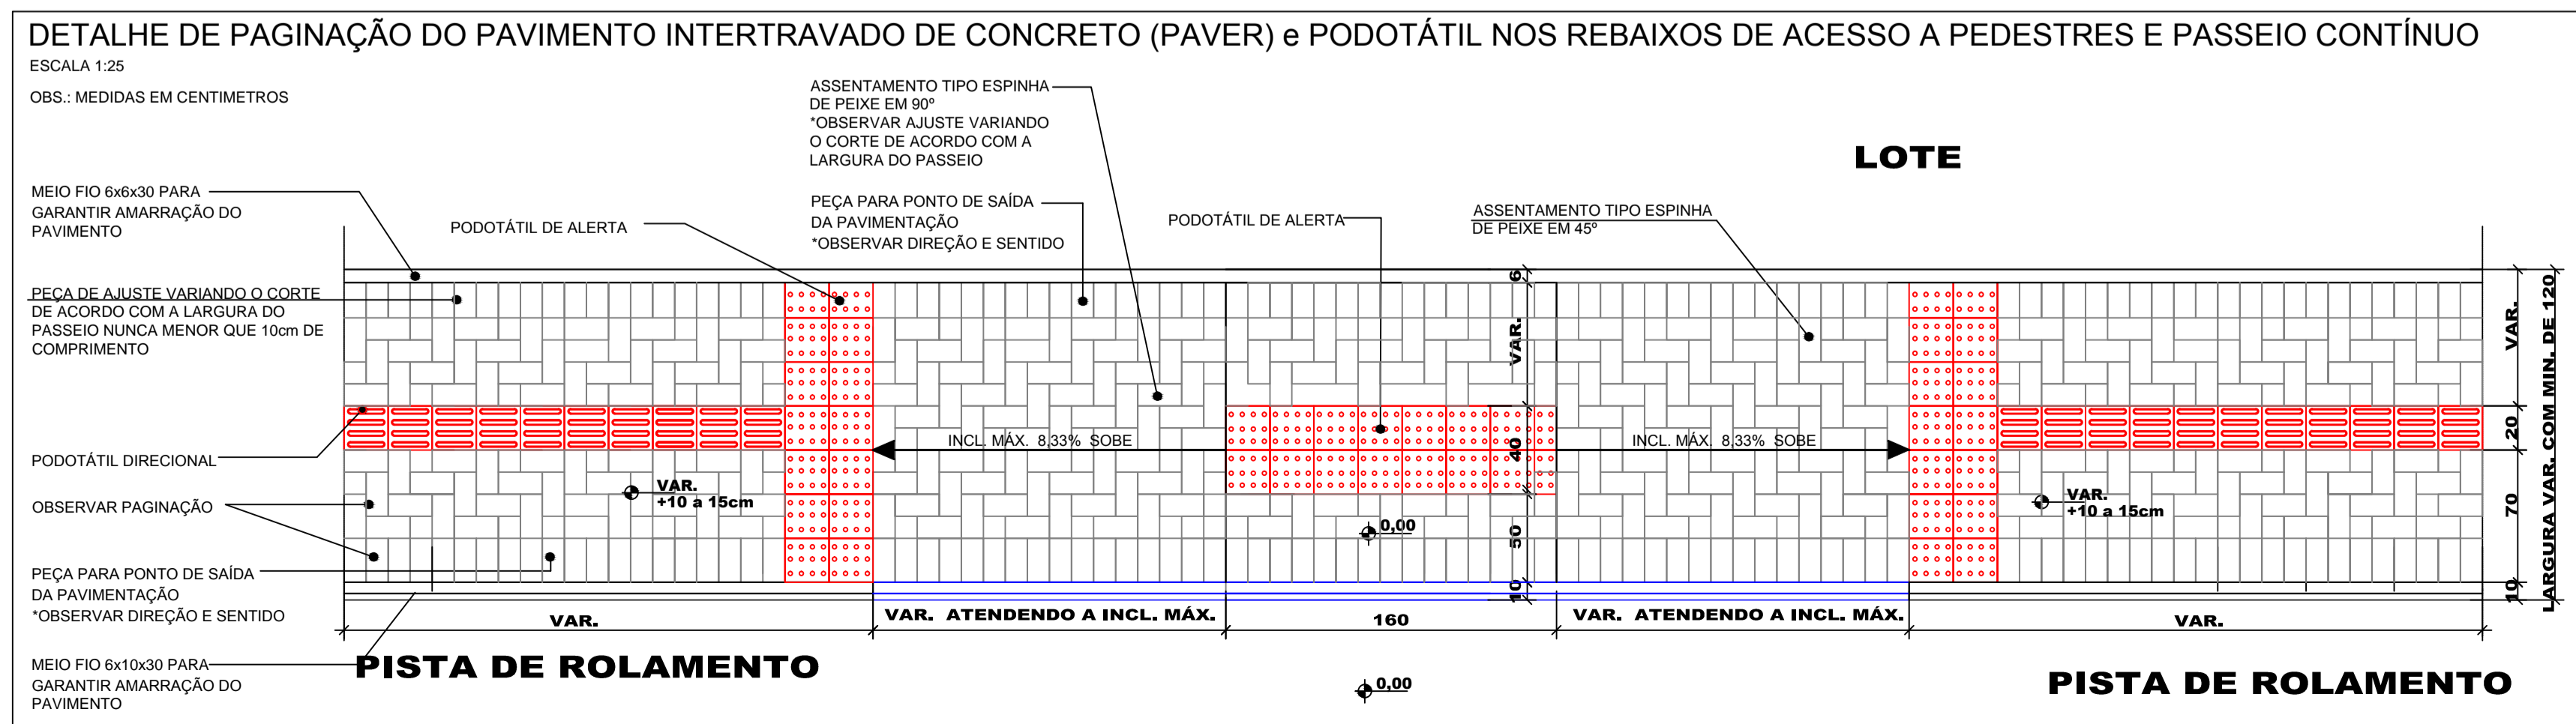 DETALHE DE PAGINAÇÃO DO PAVIMENTO INTERTRAVADO DE CONCRETO (PAVER) e PODOTÁTIL NOS REBAIXOS DE ACESSO A PEDESTRES E PASSEIO CONTÍNUO
ESCALA 1:25
OBS.: MEDIDAS EM CENTIMETROS
ASSENTAMENTO TIPO ESPINHA
DE PEIXE EM 90º
*OBSERVAR AJUSTE VARIANDO
O CORTE DE ACORDO COM A
LARGURA DO PASSEIO
LOTE
MEIO FIO 6x6x30 PARA
GARANTIR AMARRAÇÃO DO
PAVIMENTO
PODOTÁTIL DE ALERTA
PEÇA PARA PONTO DE SAÍDA
DA PAVIMENTAÇÃO
*OBSERVAR DIREÇÃO E SENTIDO
PODOTÁTIL DE ALERTA
ASSENTAMENTO TIPO ESPINHA
DE PEIXE EM 45º
PEÇA DE AJUSTE VARIANDO O CORTE
DE ACORDO COM A LARGURA DO
PASSEIO NUNCA MENOR QUE 10cm DE
COMPRIMENTO
6
VAR.
40
50
10
VAR.
20
70
10
LARGURA VAR. COM MIN. DE 120
INCL. MÁX. 8,33% SOBE
INCL. MÁX. 8,33% SOBE
PODOTÁTIL DIRECIONAL
VAR.
+10 a 15cm
VAR.
+10 a 15cm
OBSERVAR PAGINAÇÃO
0,00
PEÇA PARA PONTO DE SAÍDA
DA PAVIMENTAÇÃO
*OBSERVAR DIREÇÃO E SENTIDO
VAR.
VAR. ATENDENDO A INCL. MÁX.
160
VAR. ATENDENDO A INCL. MÁX.
VAR.
MEIO FIO 6x10x30 PARA
GARANTIR AMARRAÇÃO DO
PAVIMENTO
PISTA DE ROLAMENTO
0,00
PISTA DE ROLAMENTO